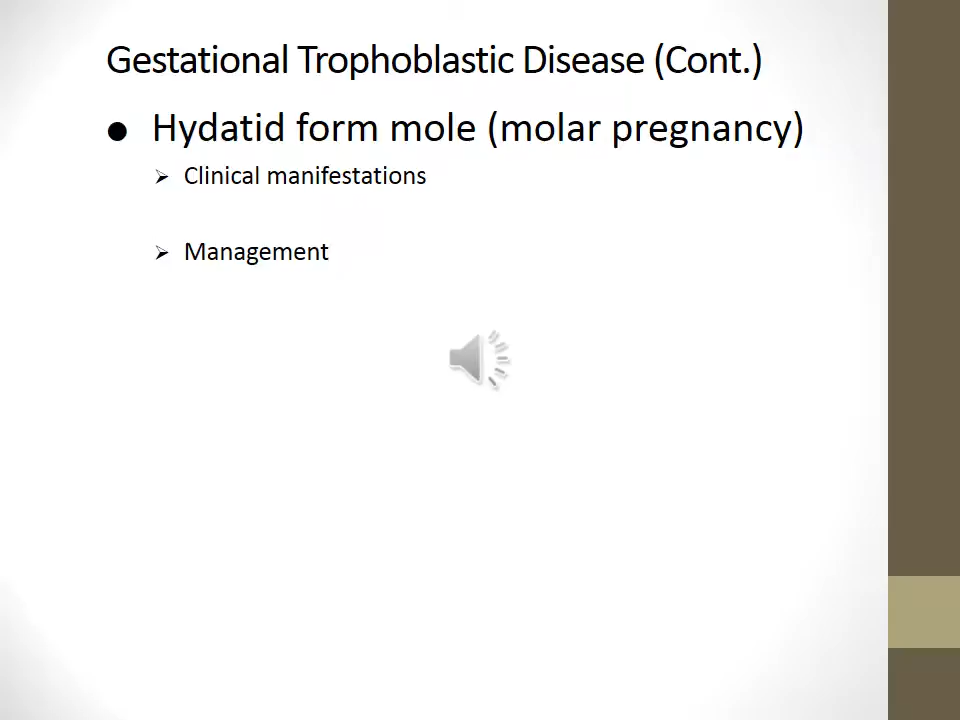 Gestational Trophoblastic Disease (Cont.)
● Hydatid form mole (molar pregnancy)
➢ Clinical manifestations
➢ Management